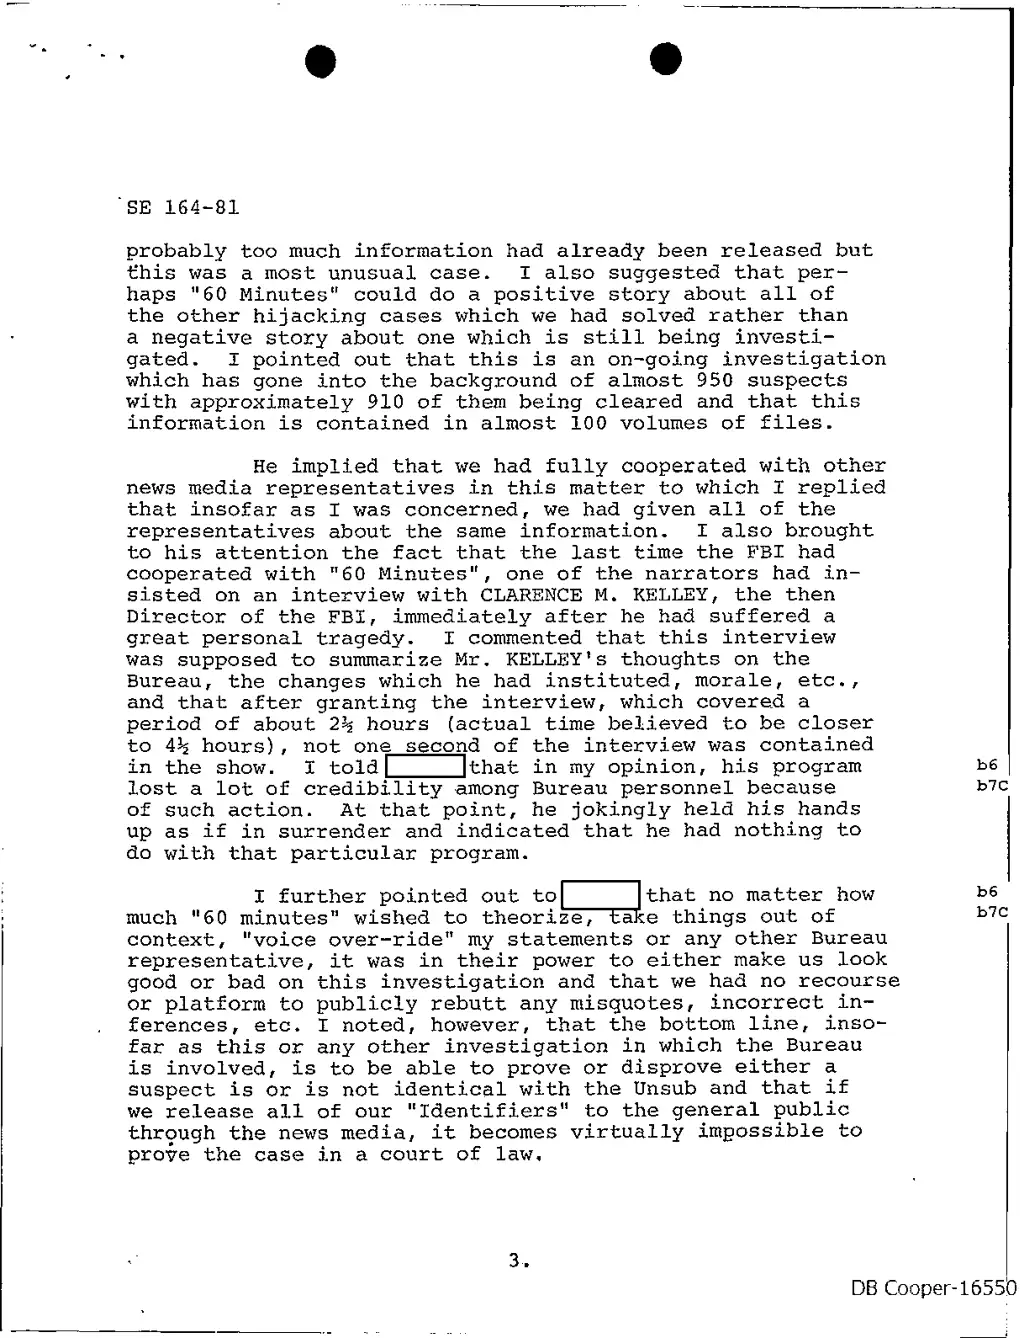 SE 164-81
probably too much information had already been released but
this was a most unusual case.  I also suggested that per-
haps "60 Minutes" could do a positive story about all of
the other hijacking cases which we had solved rather than
a negative story about one which is still being investi-
gated.  I pointed out that this is an on-going investigation
which has gone into the background of almost 950 suspects
with approximately 910 of them being cleared and that this
information is contained in almost 100 volumes of files.
He implied that we had fully cooperated with other
news media representatives in this matter to which I replied
that insofar as I was concerned, we had given all of the
representatives about the same information.  I also brought
to his attention the fact that the last time the FBI had
cooperated with "60 Minutes", one of the narrators had in-
sisted on an interview with CLARENCE M. KELLEY, the then
Director of the FBI, immediately after he had suffered a
great personal tragedy.  I commented that this interview
was supposed to summarize Mr. KELLEY's thoughts on the
Bureau, the changes which he had instituted, morale, etc.,
and that after granting the interview, which covered a
period of about 2½ hours (actual time believed to be closer
to 4½ hours), not one second of the interview was contained
in the show.  I told that in my opinion, his program b6
lost a lot of credibility among Bureau personnel because b7C
of such action.  At that point, he jokingly held his hands
up as if in surrender and indicated that he had nothing to
do with that particular program.
I further pointed out to that no matter how b6
much "60 minutes" wished to theorize, take things out of b7C
context, "voice over-ride" my statements or any other Bureau
representative, it was in their power to either make us look
good or bad on this investigation and that we had no recourse
or platform to publicly rebutt any misquotes, incorrect in-
ferences, etc. I noted, however, that the bottom line, inso-
far as this or any other investigation in which the Bureau
is involved, is to be able to prove or disprove either a
suspect is or is not identical with the Unsub and that if
we release all of our "Identifiers" to the general public
through the news media, it becomes virtually impossible to
prove the case in a court of law.
3.
DB Cooper-16550